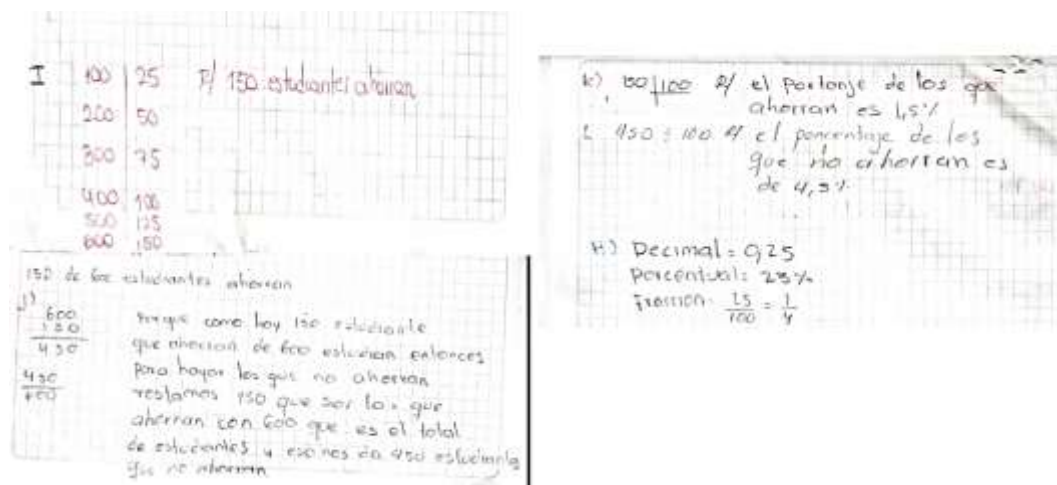 I 100 | 25 R/ 150 estudiantes ahorran
200 | 50
300 | 75
400 | 100
500 | 125
600 | 150
150 de 600 estudiantes ahorran
J)
600
150
450
450
600
Porque como hay 150 estudiante
que ahorran de 600 estudian entonces
para hayar los que no ahorran
restamos 150 que son los que
ahorran con 600 que es el total
de estudiantes y eso nos da 450 estudiantes
que no ahorran
k) 150 ÷ 100 R/ el
de los que
ahorran es 1,5%
L 450 ÷ 100 R/ el
de los
que no ahorran es
de 4,5%
H) Decimal = 0,25
Porcentual: 25%
Fracción: 25/100 = 1/4